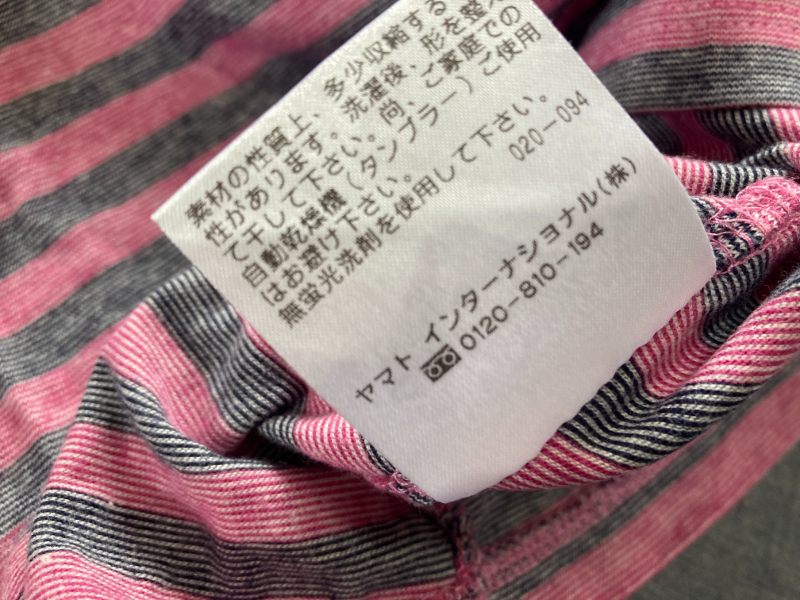 素材の性質上、多少収縮する
性があります。洗濯後、形を整え
て干して下さい。尚、ご家庭での
自動乾燥機(タンブラー)ご使用
はお避け下さい。
無蛍光洗剤を使用して下さい。
020-094
ヤマト インターナショナル(株)
0120-810-194